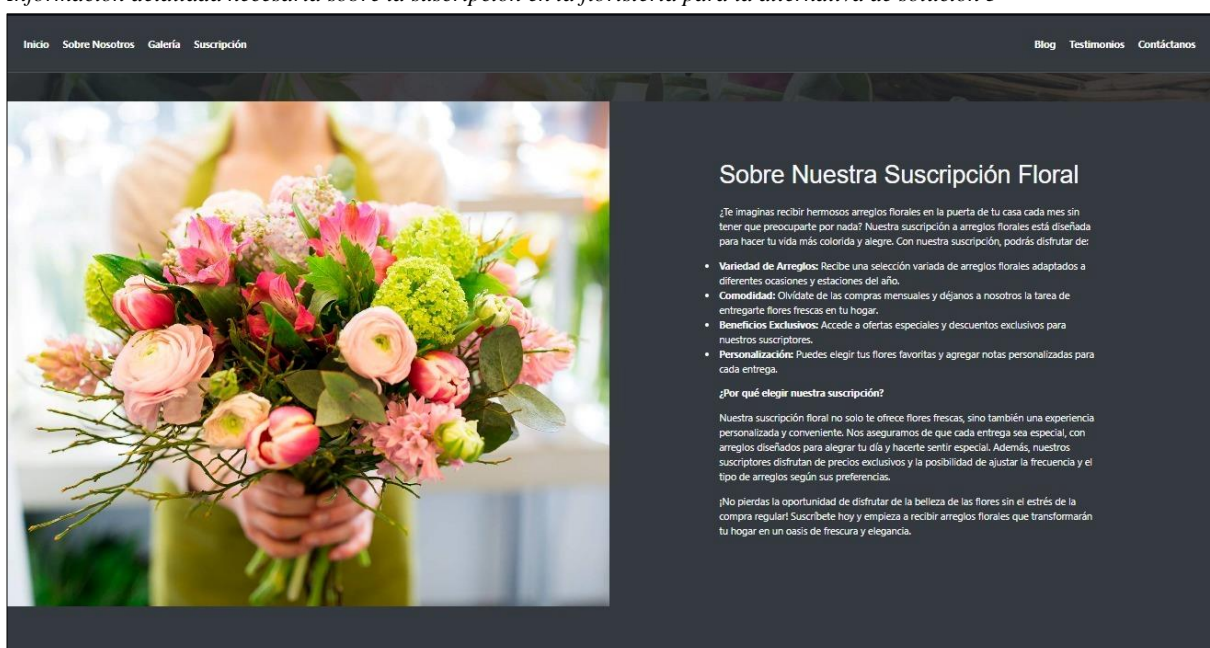 Información detallada necesaria sobre la suscripción en la floristería para la alternativa de solución 3
Inicio Sobre Nosotros Galería Suscripción Blog Testimonios Contáctanos
Sobre Nuestra Suscripción Floral
¿Te imaginas recibir hermosos arreglos florales en la puerta de tu casa cada mes sin
tener que preocuparte por nada? Nuestra suscripción a arreglos florales está diseñada
para hacer tu vida más colorida y alegre. Con nuestra suscripción, podrás disfrutar de:
• Variedad de Arreglos: Recibe una selección variada de arreglos florales adaptados a
diferentes ocasiones y estaciones del año.
• Comodidad: Olvídate de las compras mensuales y déjanos a nosotros la tarea de
entregarte flores frescas en tu hogar.
• Beneficios Exclusivos: Accede a ofertas especiales y descuentos exclusivos para
nuestros suscriptores.
• Personalización: Puedes elegir tus flores favoritas y agregar notas personalizadas para
cada entrega.
¿Por qué elegir nuestra suscripción?
Nuestra suscripción floral no solo te ofrece flores frescas, sino también una experiencia
personalizada y conveniente. Nos aseguramos de que cada entrega sea especial, con
arreglos diseñados para alegrar tu día y hacerte sentir especial. Además, nuestros
suscriptores disfrutan de precios exclusivos y la posibilidad de ajustar la frecuencia y el
tipo de arreglos según sus preferencias.
¡No pierdas la oportunidad de disfrutar de la belleza de las flores sin el estrés de la
compra regular! Suscríbete hoy y empieza a recibir arreglos florales que transformarán
tu hogar en un oasis de frescura y elegancia.